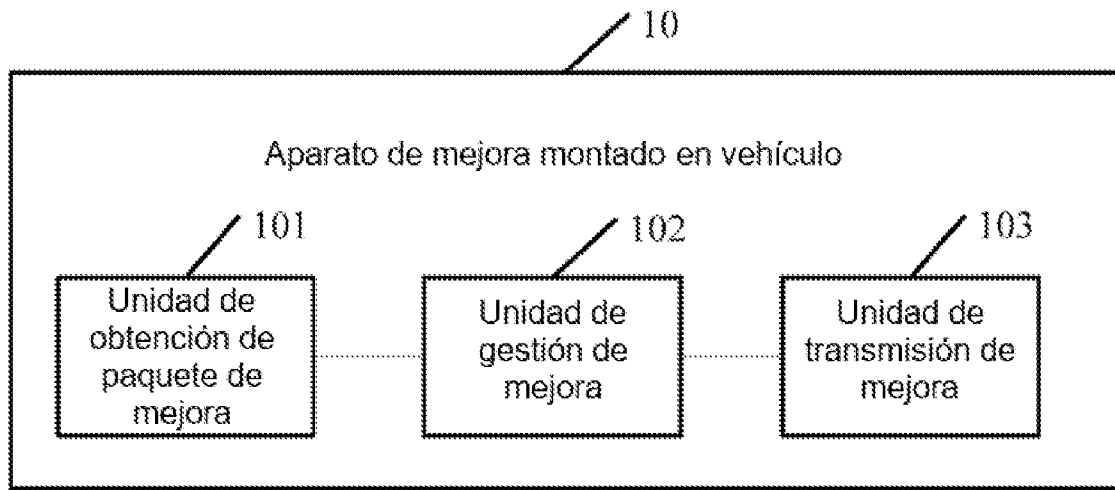 10
Aparato de mejora montado en vehículo
101
102
103
Unidad de
obtención de
paquete de
mejora
Unidad de
gestión de
mejora
Unidad de
transmisión de
mejora